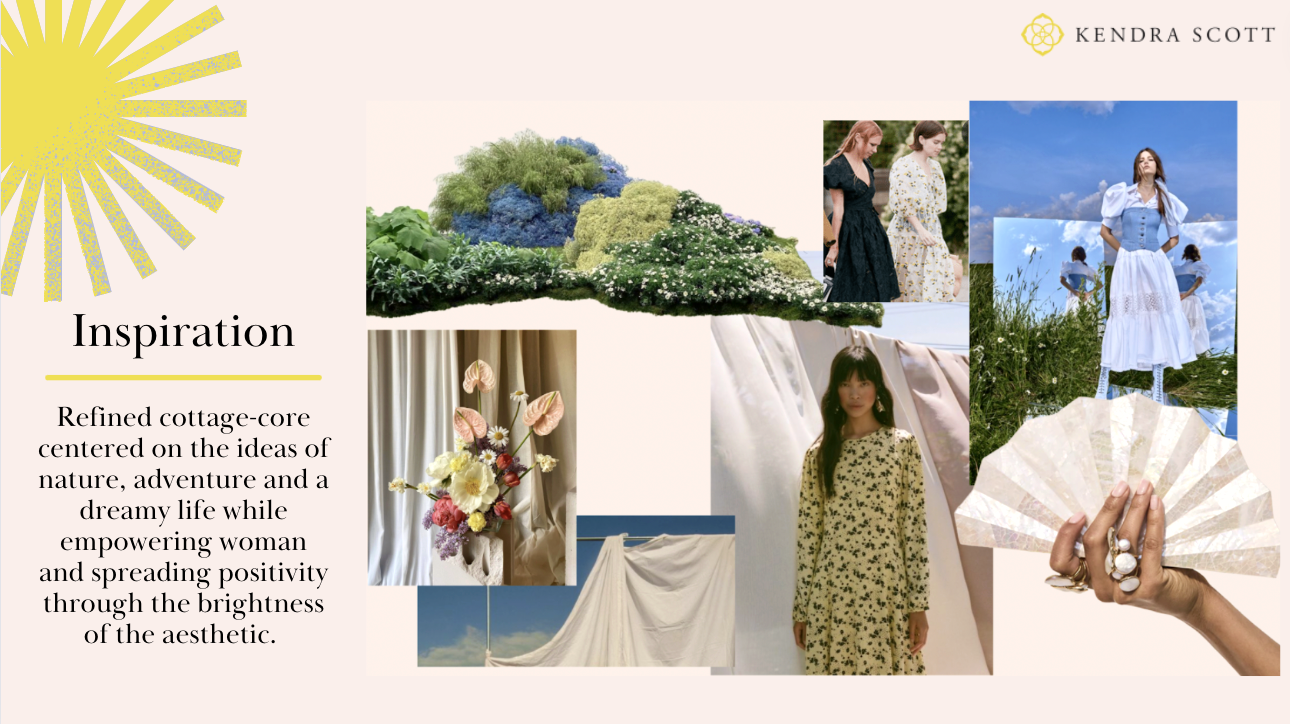 KENDRA SCOTT
Inspiration
Refined cottage-core
centered on the ideas of
nature, adventure and a
dreamy life while
empowering woman
and spreading positivity
through the brightness
of the aesthetic.